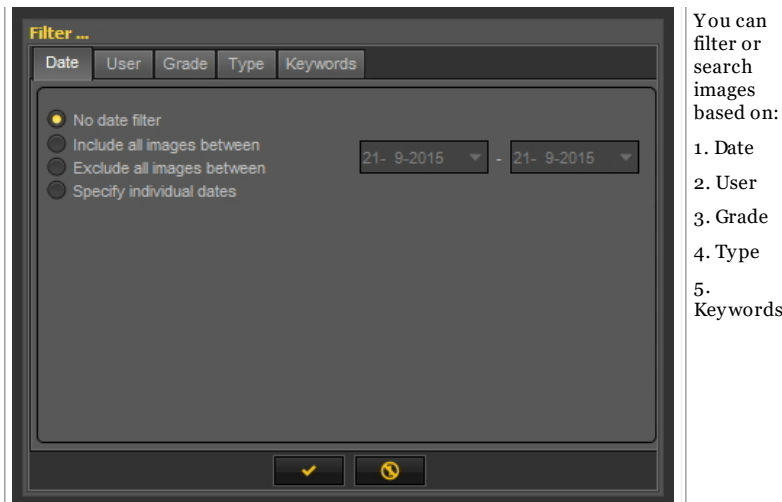 Filter ...
Date User Grade Type Keywords
No date filter
Include all images between
Exclude all images between
Specify individual dates
21- 9-2015 - 21- 9-2015
You can
filter or
search
images
based on:
1. Date
2. User
3. Grade
4. Type
5.
Keywords